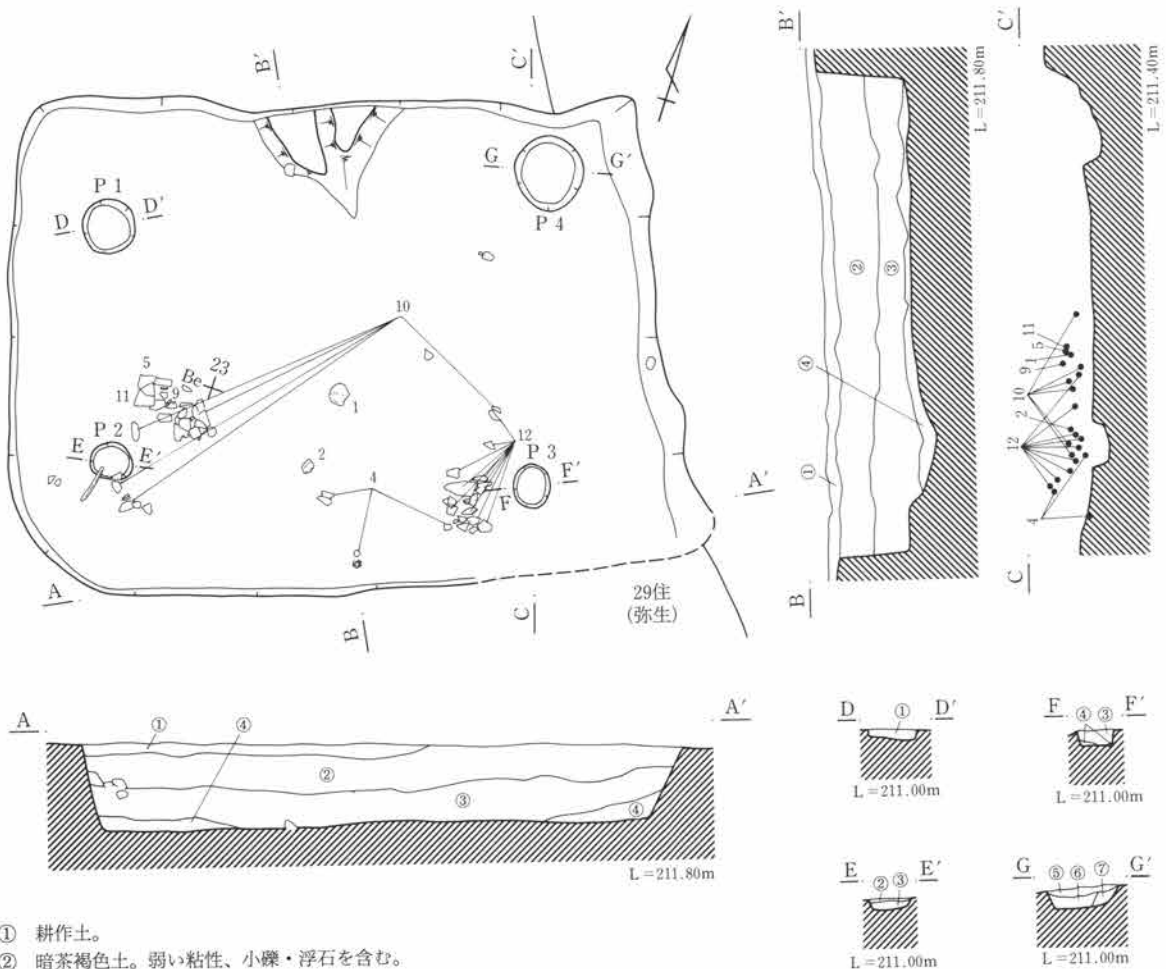 B'
C'
G
G'
P 4
P 1
D
D'
10
5
23
Be
11
9
1
P 2
E
E'
2
4
12
P 3
F
F'
A'
A
B
C
29住
(弥生)
B'
②
③
④
①
B
L=211.80m
C'
11
5
1
9
10
2
12
4
C
L=211.40m
A
A'
①
④
②
③
④
L=211.80m
D
①
D'
L=211.00m
F
④
③
F'
L=211.00m
E
②
③
E'
L=211.00m
G
⑤
⑥
⑦
G'
L=211.00m
① 耕作土。
② 暗茶褐色土。弱い粘性、小礫・浮石を含む。